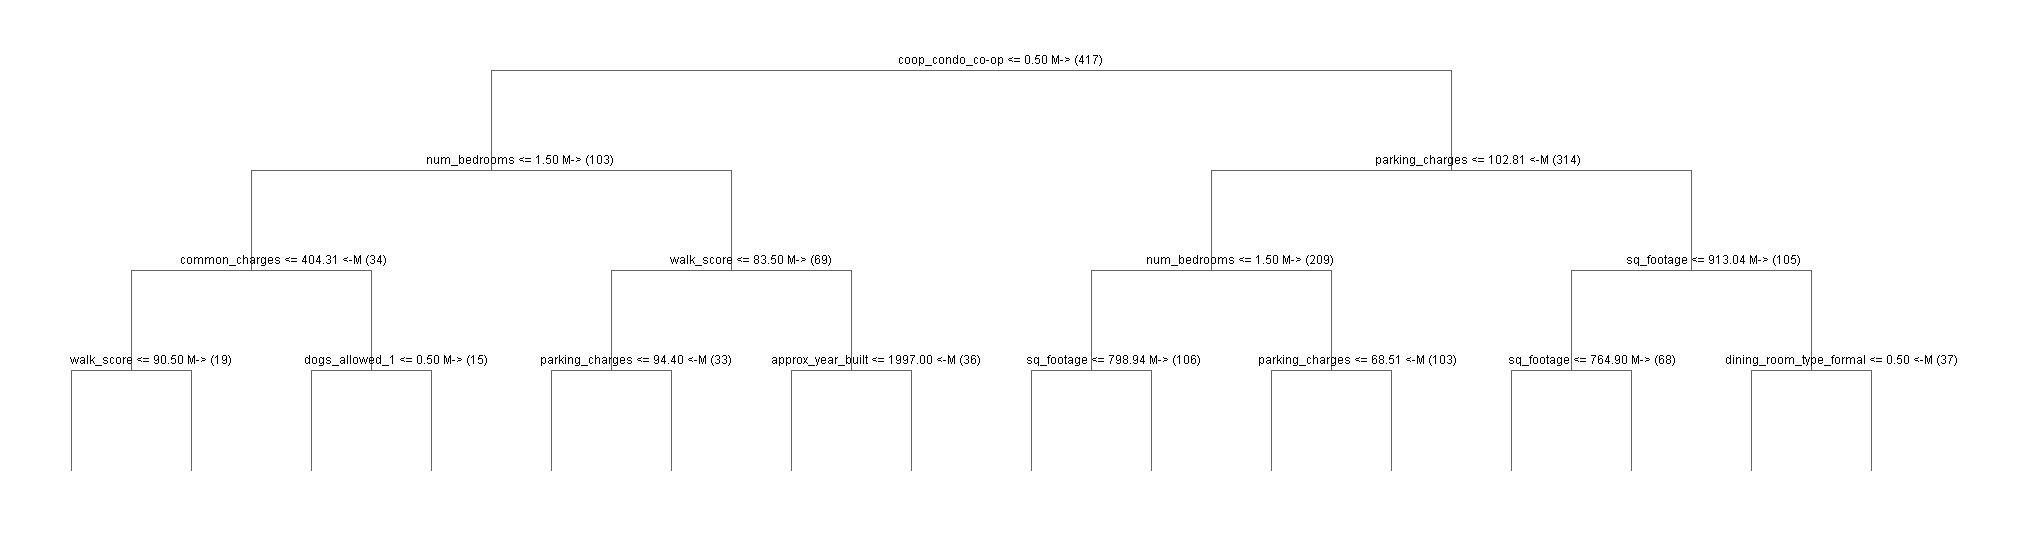 coop_condo_co-op <= 0.50 M-> (417)
num_bedrooms <= 1.50 M-> (103)
parking_charges <= 102.81 <-M (314)
common_charges <= 404.31 <-M (34)
walk_score <= 83.50 M-> (69)
num_bedrooms <= 1.50 M-> (209)
sq_footage <= 913.04 M-> (105)
walk_score <= 90.50 M-> (19)
dogs_allowed_1 <= 0.50 M-> (15)
parking_charges <= 94.40 <-M (33)
approx_year_built <= 1997.00 <-M (36)
sq_footage <= 798.94 M-> (106)
parking_charges <= 68.51 <-M (103)
sq_footage <= 764.90 M-> (68)
dining_room_type_formal <= 0.50 <-M (37)